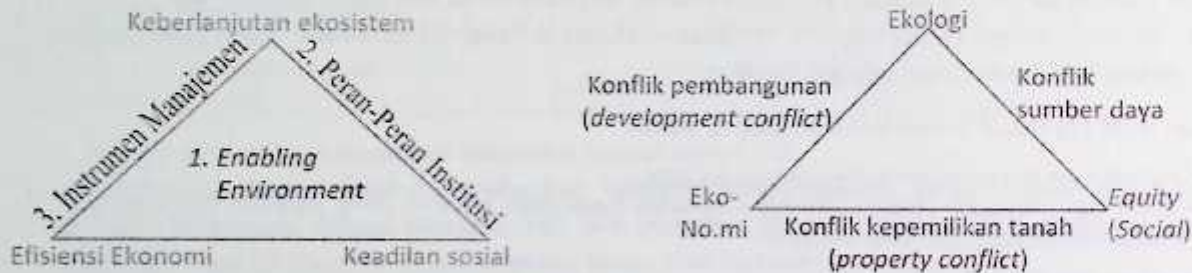 Keberlanjutan ekosistem
3. Instrumen Manajemen
2. Peran-Peran Institusi
1. Enabling
Environment
Efisiensi Ekonomi
Keadilan sosial
Ekologi
Konflik pembangunan
(development conflict)
Konflik
sumber daya
Eko-
No.mi
Konflik kepemilikan tanah
(property conflict)
Equity
(Social)